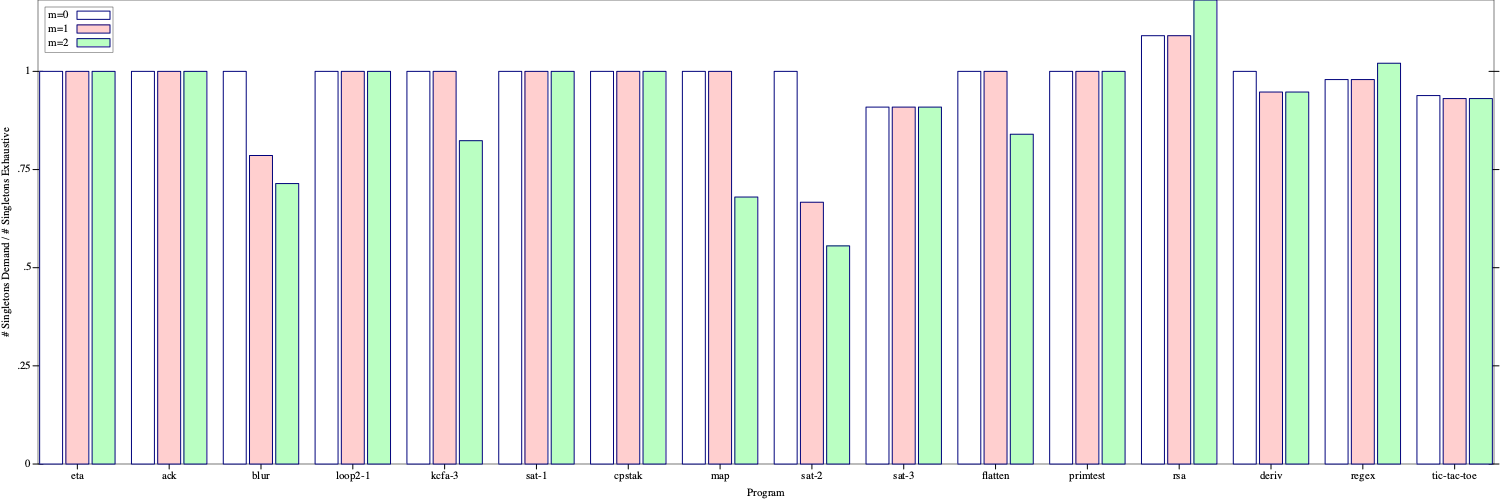 m=0
m=1
m=2
# Singletons Demand / # Singletons Exhaustive
1
.75
.5
.25
0
eta ack blur loop2-1 kcfa-3 sat-1 cpstak map sat-2 sat-3 flatten primtest rsa deriv regex tic-tac-toe
Program